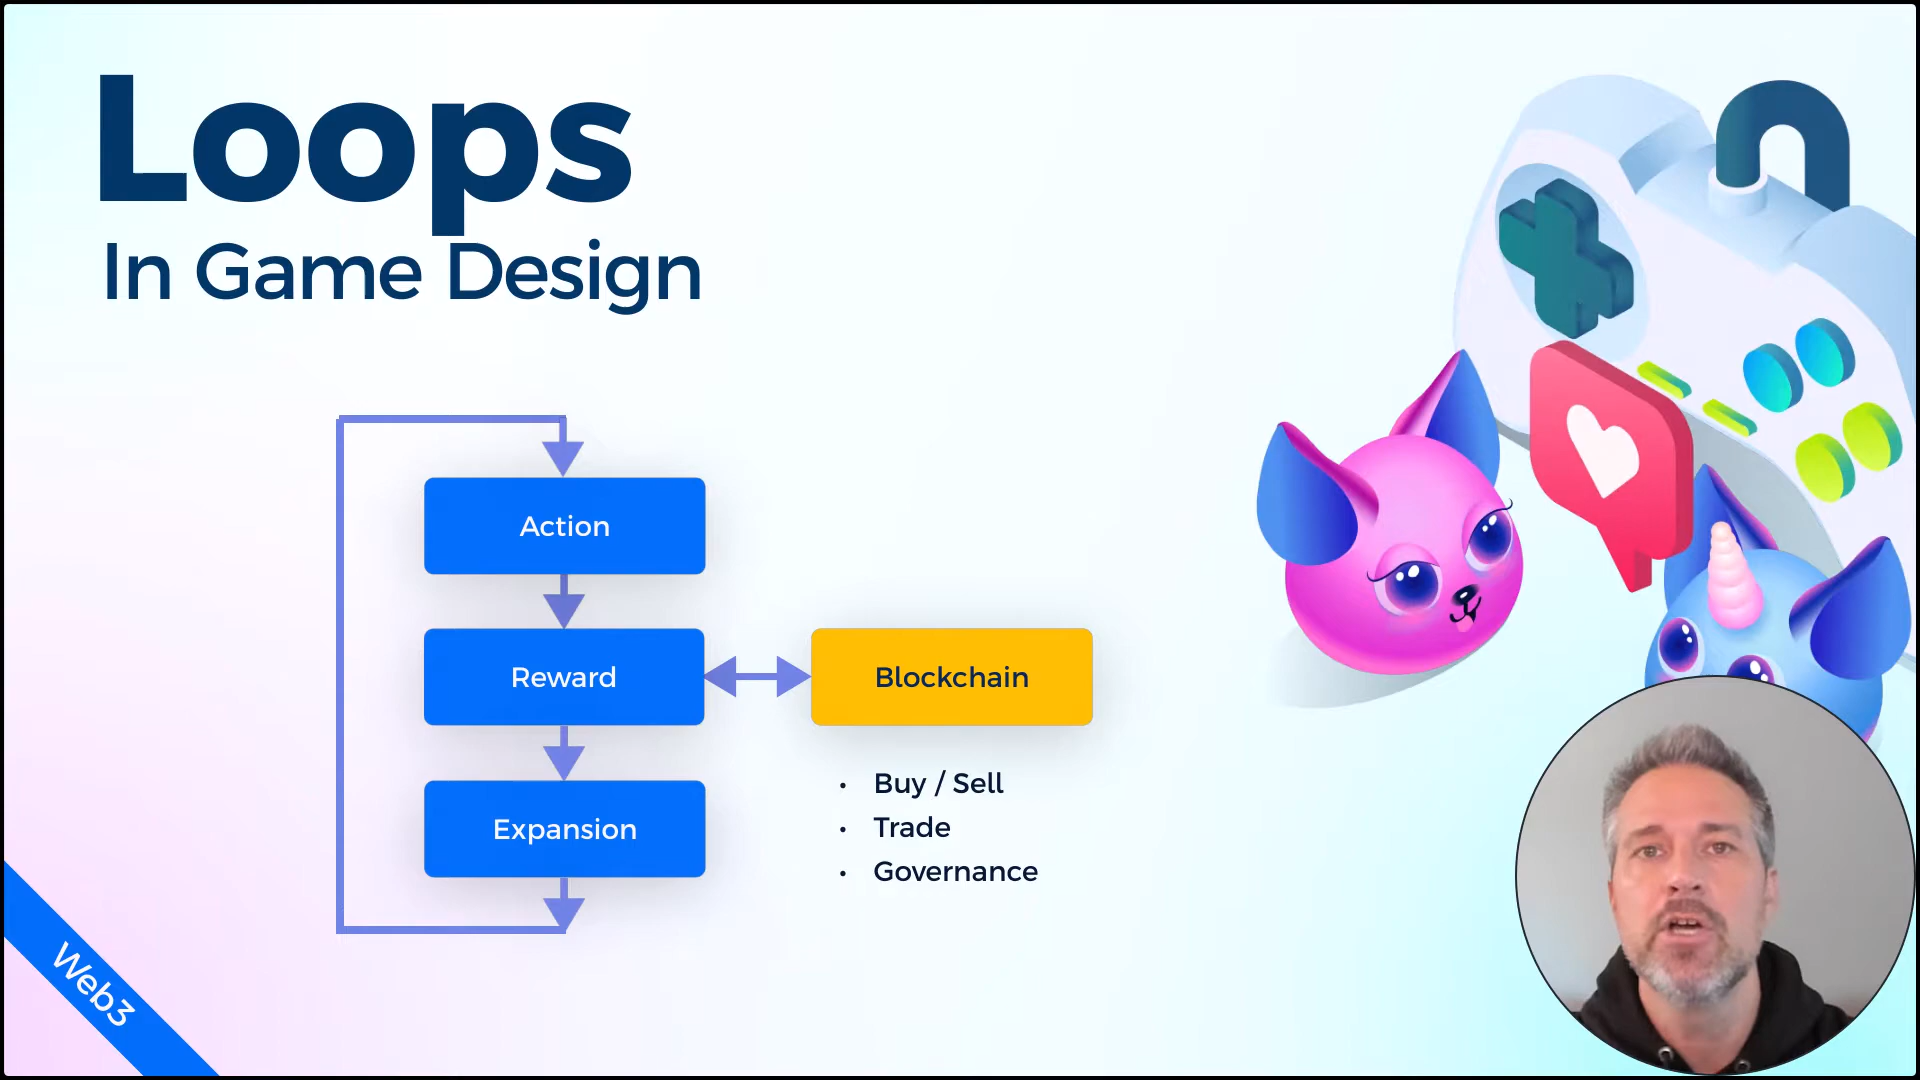 Loops
In Game Design
Action
Reward
Blockchain
Expansion
• Buy / Sell
• Trade
• Governance
Web3